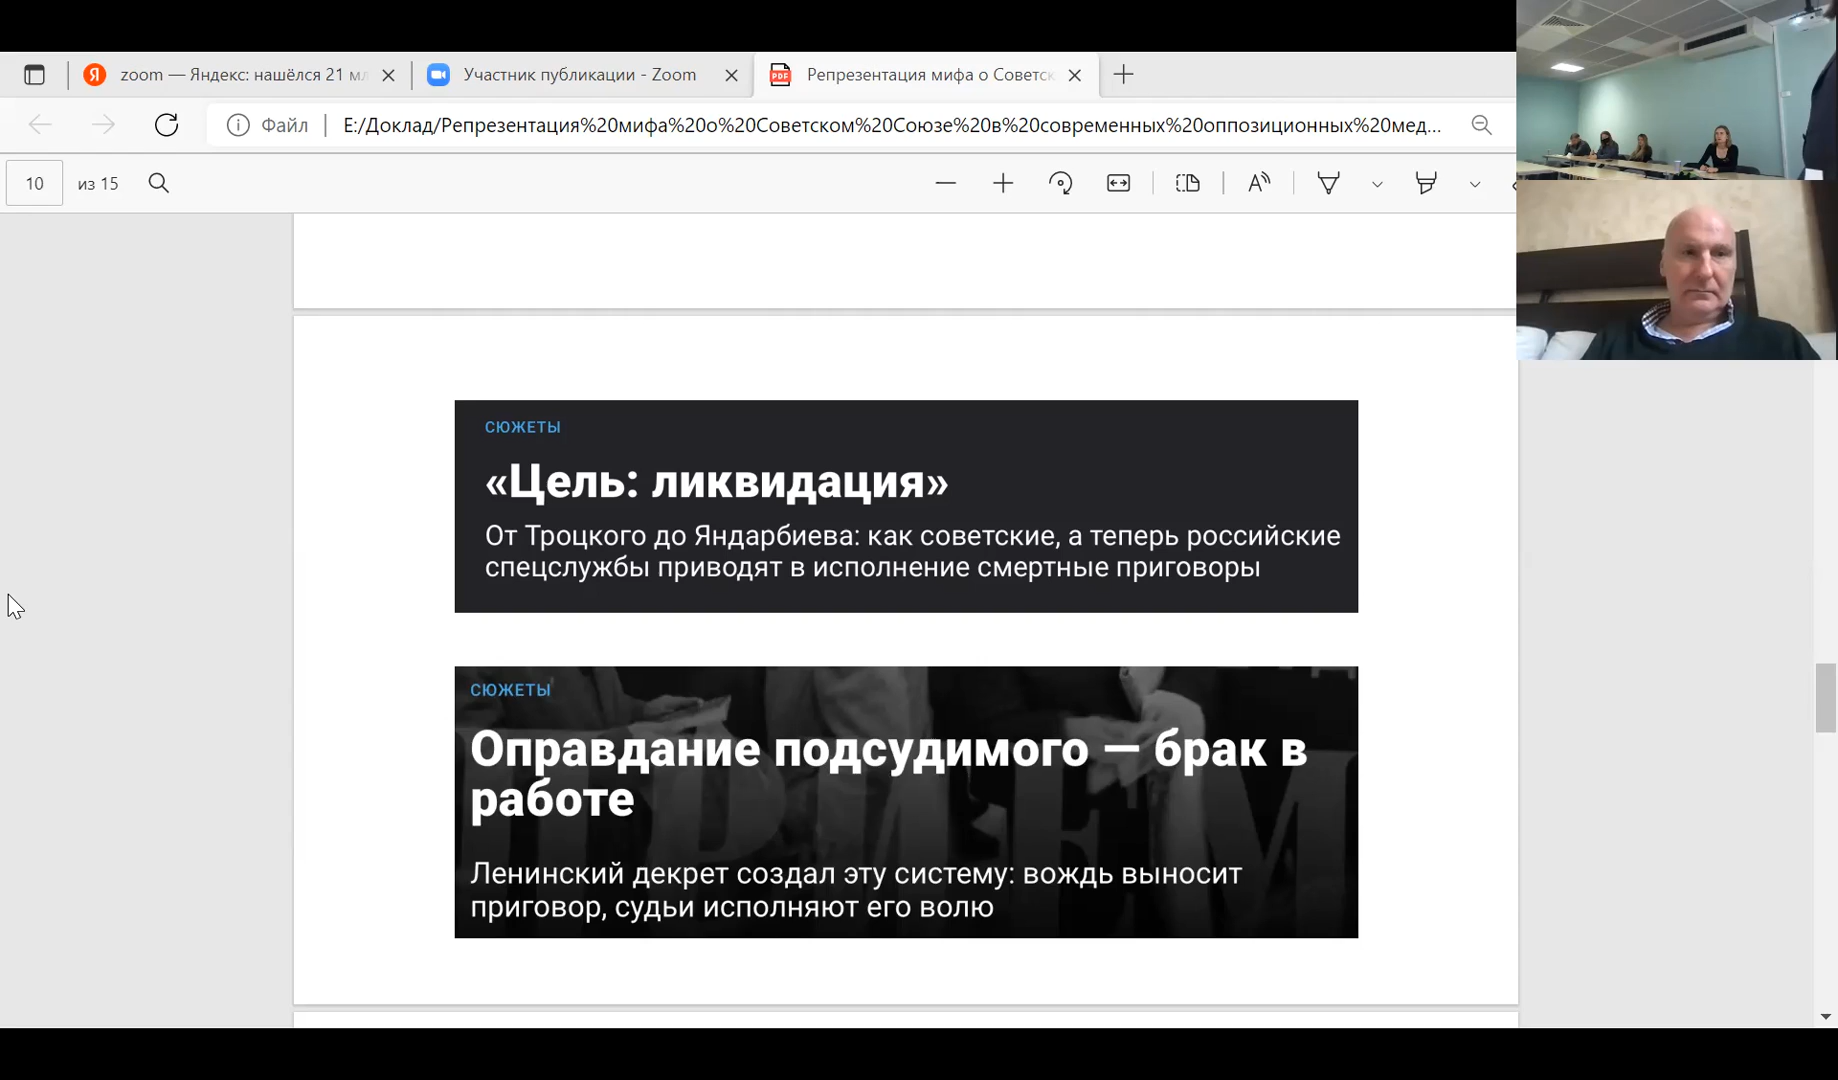 zoom — Яндекс: нашёлся 21 мл
Участник публикации - Zoom
Репрезентация мифа о Советск
Файл
E:/Доклад/Репрезентация%20мифа%20о%20Советском%20Союзе%20в%20современных%20оппозиционных%20мед...
10 из 15
СЮЖЕТЫ
«Цель: ликвидация»
От Троцкого до Яндарбиева: как советские, а теперь российские
спецслужбы приводят в исполнение смертные приговоры
СЮЖЕТЫ
Оправдание подсудимого — брак в
работе
Ленинский декрет создал эту систему: вождь выносит
приговор, судьи исполняют его волю